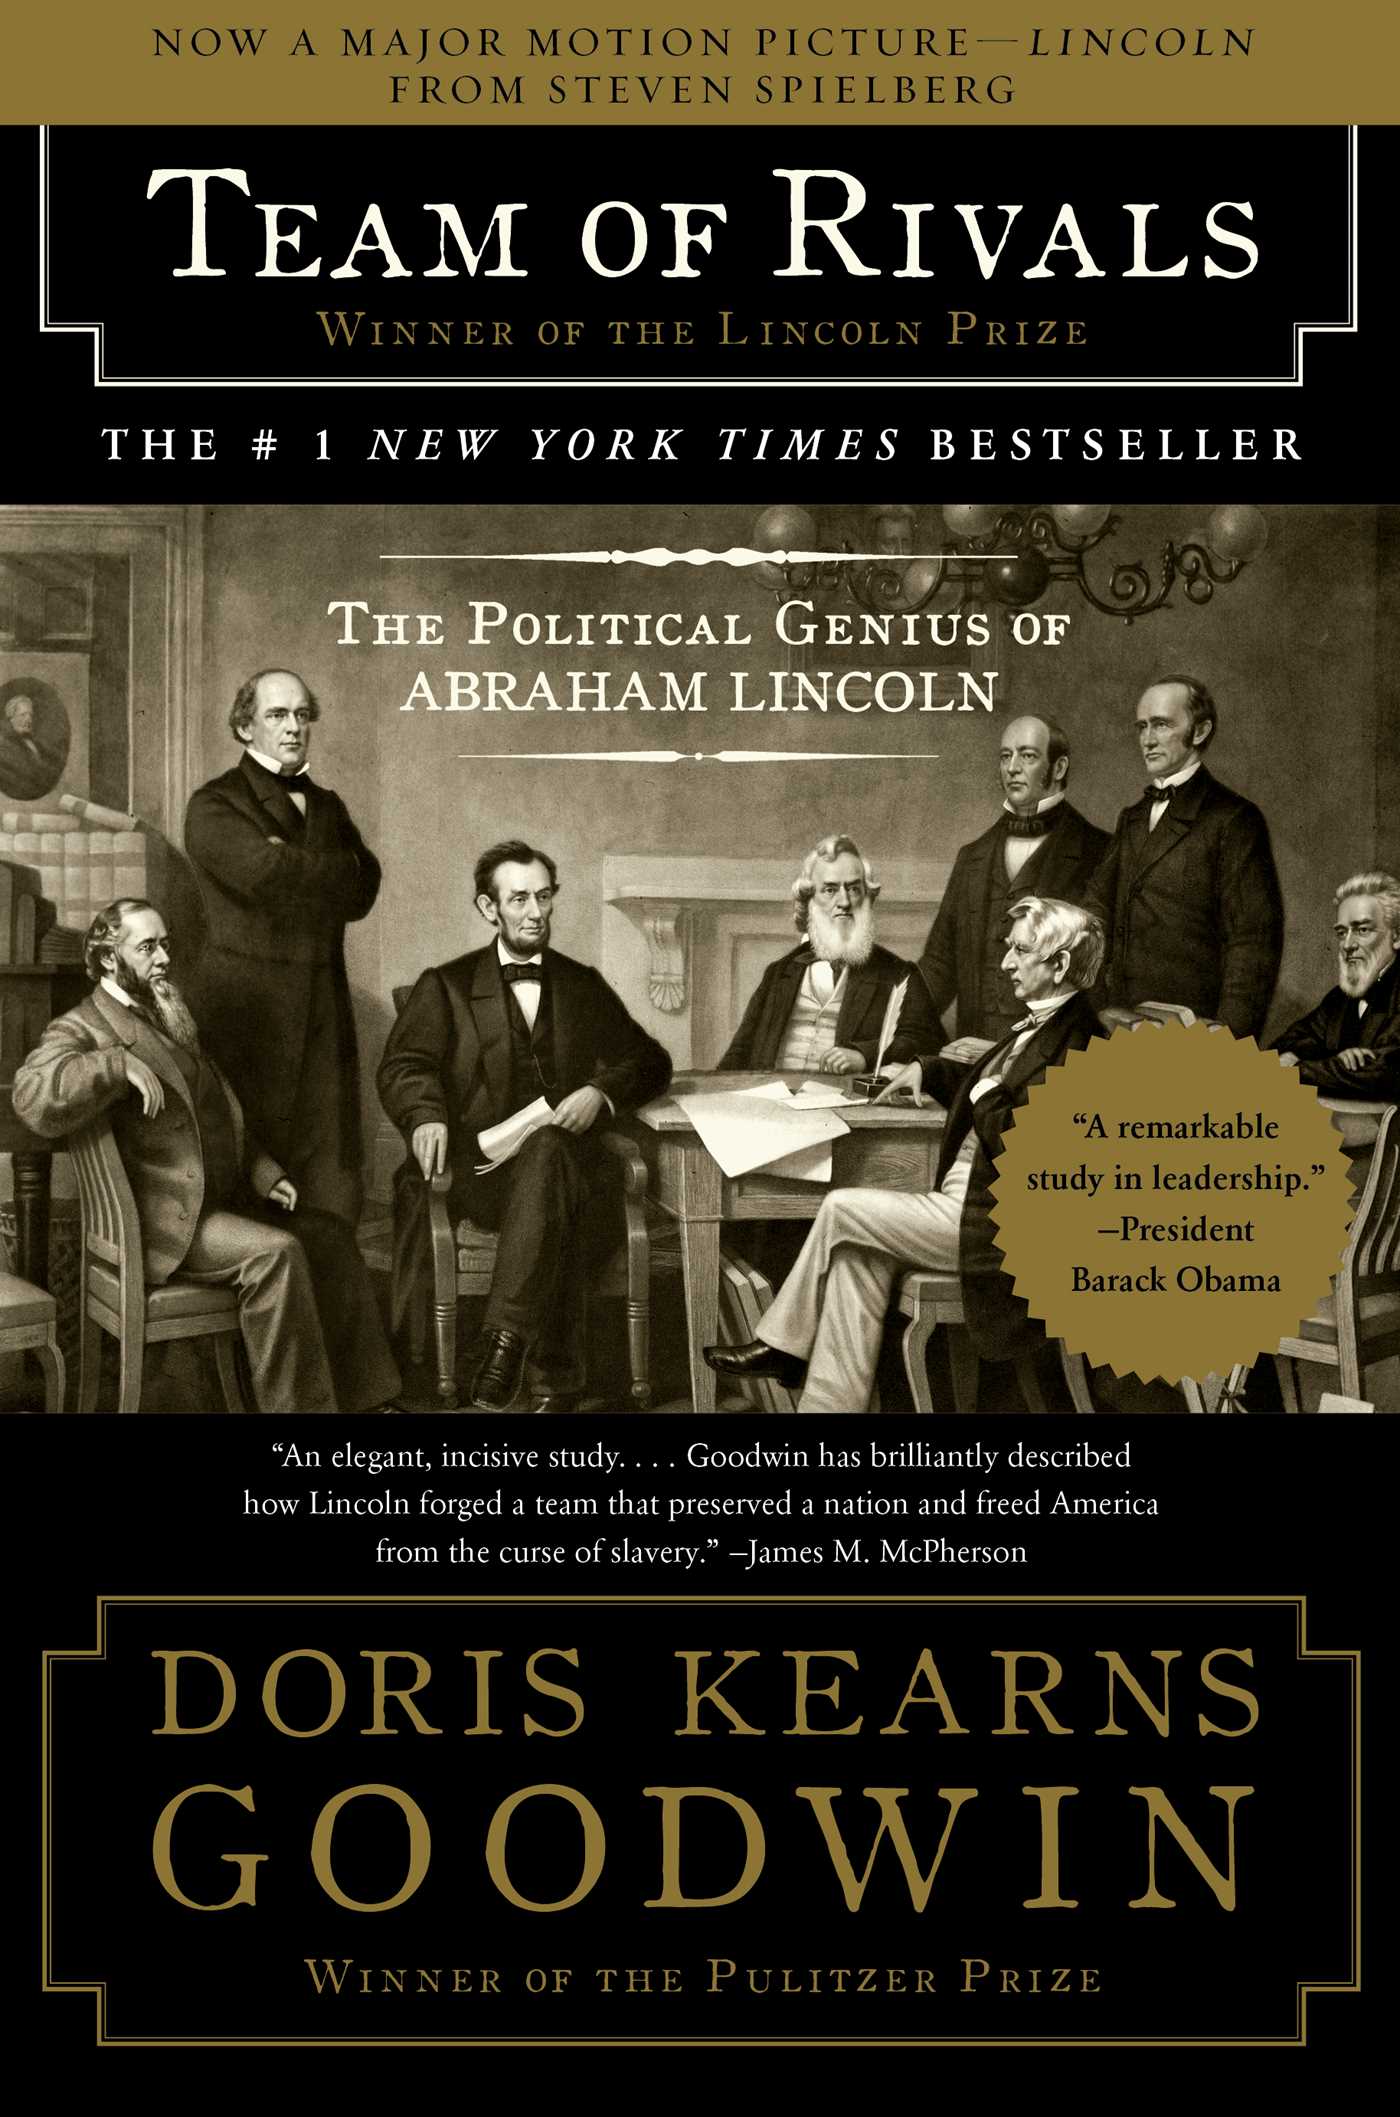 NOW A MAJOR MOTION PICTURE—LINCOLN
FROM STEVEN SPIELBERG
TEAM OF RIVALS
WINNER OF THE LINCOLN PRIZE
THE # 1 NEW YORK TIMES BESTSELLER
THE POLITICAL GENIUS OF
ABRAHAM LINCOLN
“A remarkable
study in leadership.”
–President
Barack Obama
“An elegant, incisive study. . . . Goodwin has brilliantly described
how Lincoln forged a team that preserved a nation and freed America
from the curse of slavery.” –James M. McPherson
DORIS KEARNS
GOODWIN
WINNER OF THE PULITZER PRIZE